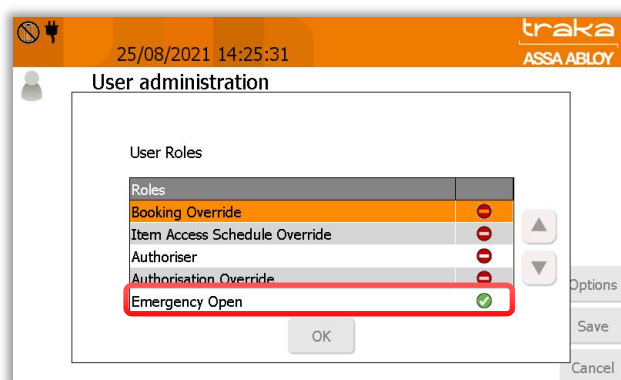 traka
25/08/2021 14:25:31
ASSA ABLOY
User administration
User Roles
Roles
Booking Override
Item Access Schedule Override
Authoriser
Authorisation Override
Emergency Open
Options
OK
Save
Cancel